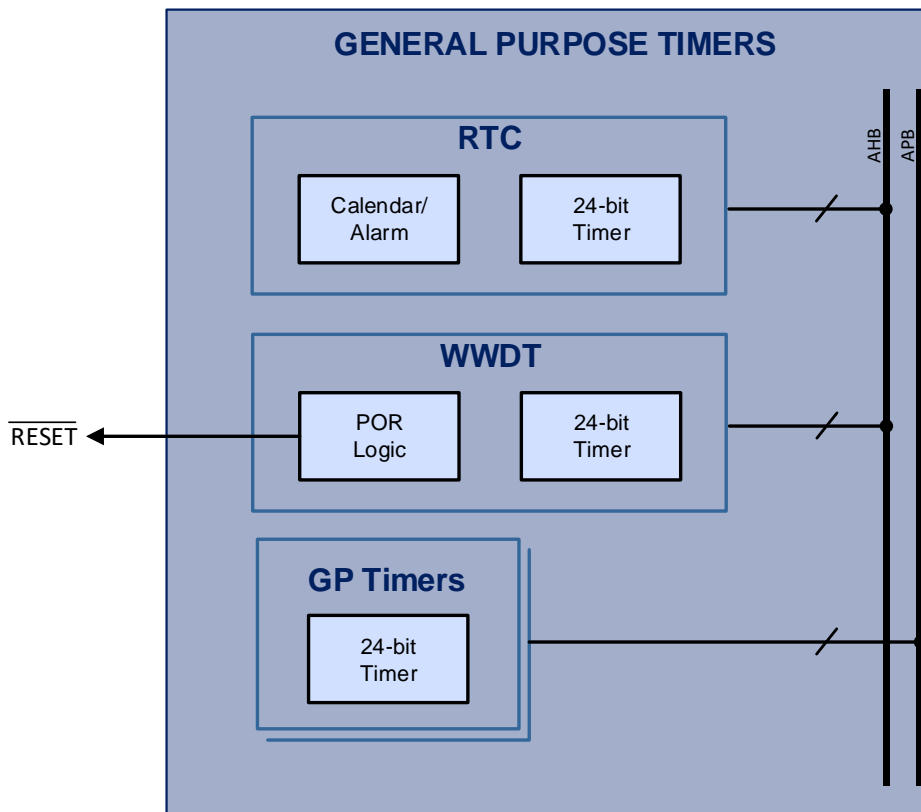 GENERAL PURPOSE TIMERS
AHB
APB
RTC
Calendar/
Alarm
24-bit
Timer
WWDT
RESET
POR
Logic
24-bit
Timer
GP Timers
24-bit
Timer